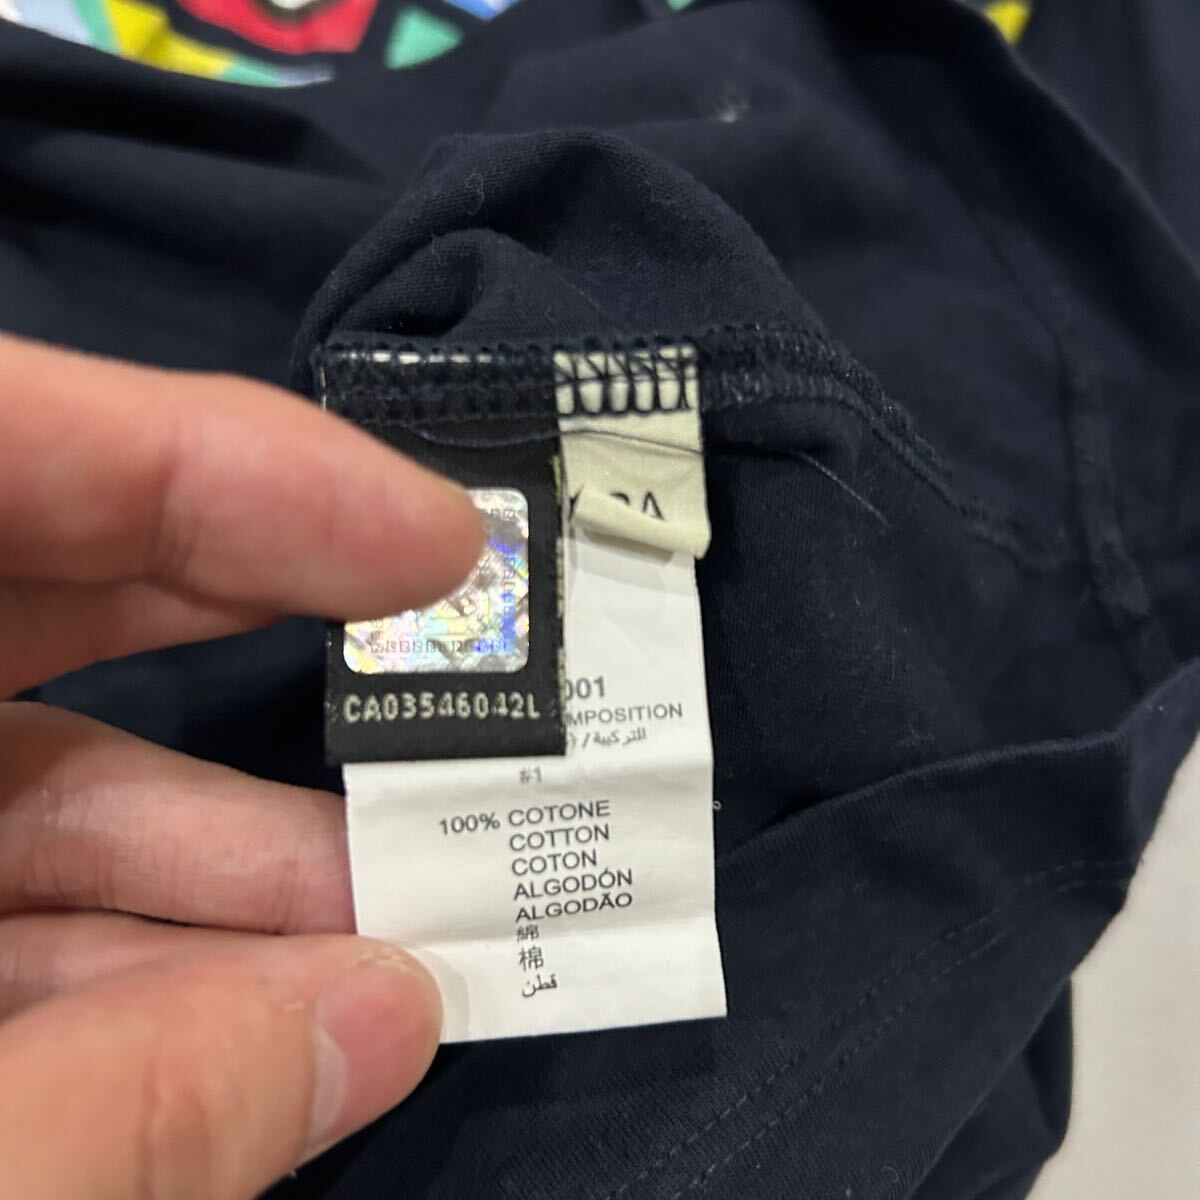 CA03546042L
001
MPOSITION
التركيبة /
#1
100% COTONE
COTTON
COTON
ALGODÓN
ALGODÃO
綿
棉
قطن